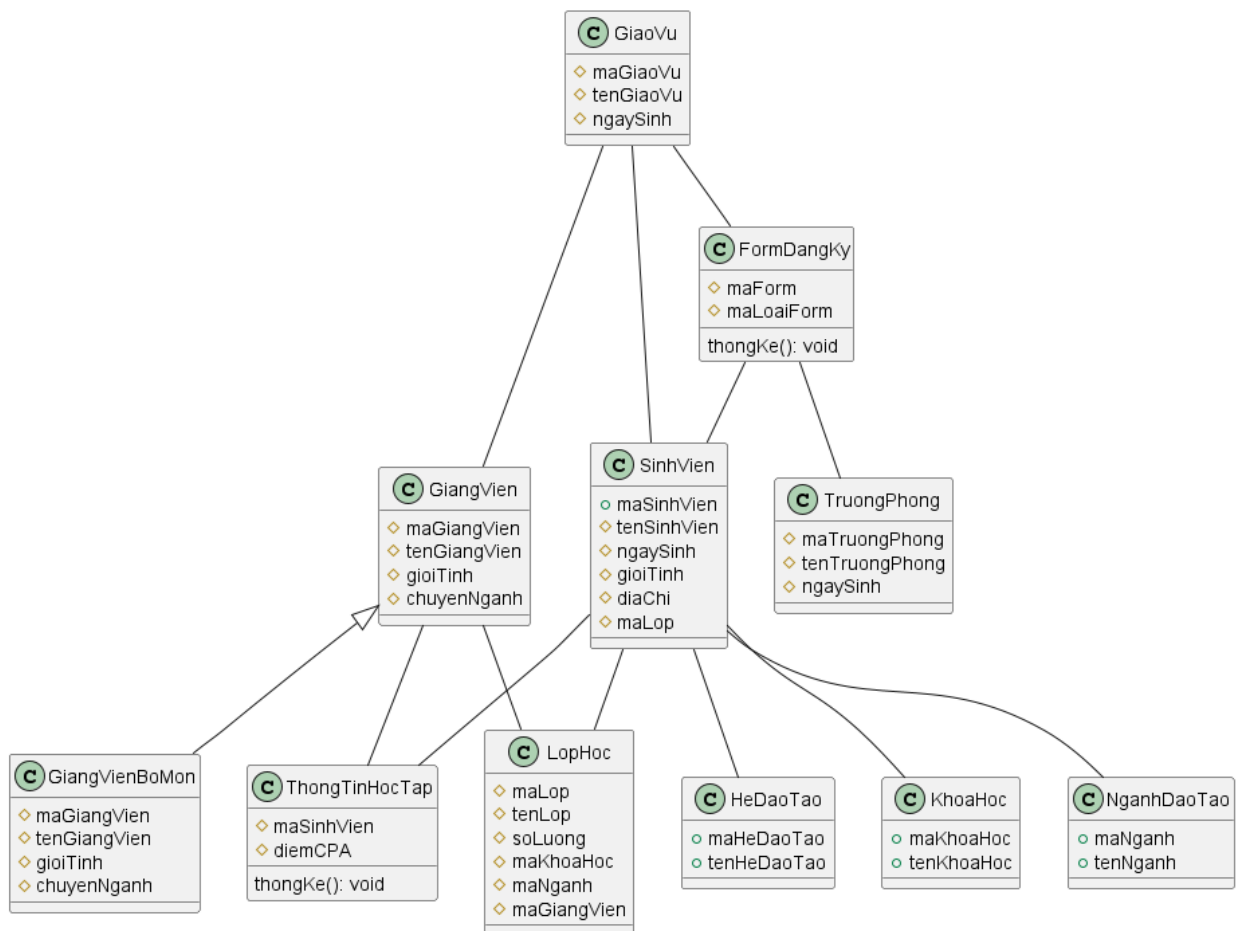 C GiaoVu
maGiaoVu
tenGiaoVu
ngaySinh
C FormDangKy
maForm
maLoaiForm
thongKe(): void
C GiangVien
maGiangVien
tenGiangVien
gioiTinh
chuyenNganh
C SinhVien
maSinhVien
tenSinhVien
ngaySinh
gioiTinh
diaChi
maLop
C TruongPhong
maTruongPhong
tenTruongPhong
ngaySinh
C GiangVienBoMon
maGiangVien
tenGiangVien
gioiTinh
chuyenNganh
C ThongTinHocTap
maSinhVien
diemCPA
thongKe(): void
C LopHoc
maLop
tenLop
soLuong
maKhoaHoc
maNganh
maGiangVien
C HeDaoTao
maHeDaoTao
tenHeDaoTao
C KhoaHoc
maKhoaHoc
tenKhoaHoc
C NganhDaoTao
maNganh
tenNganh